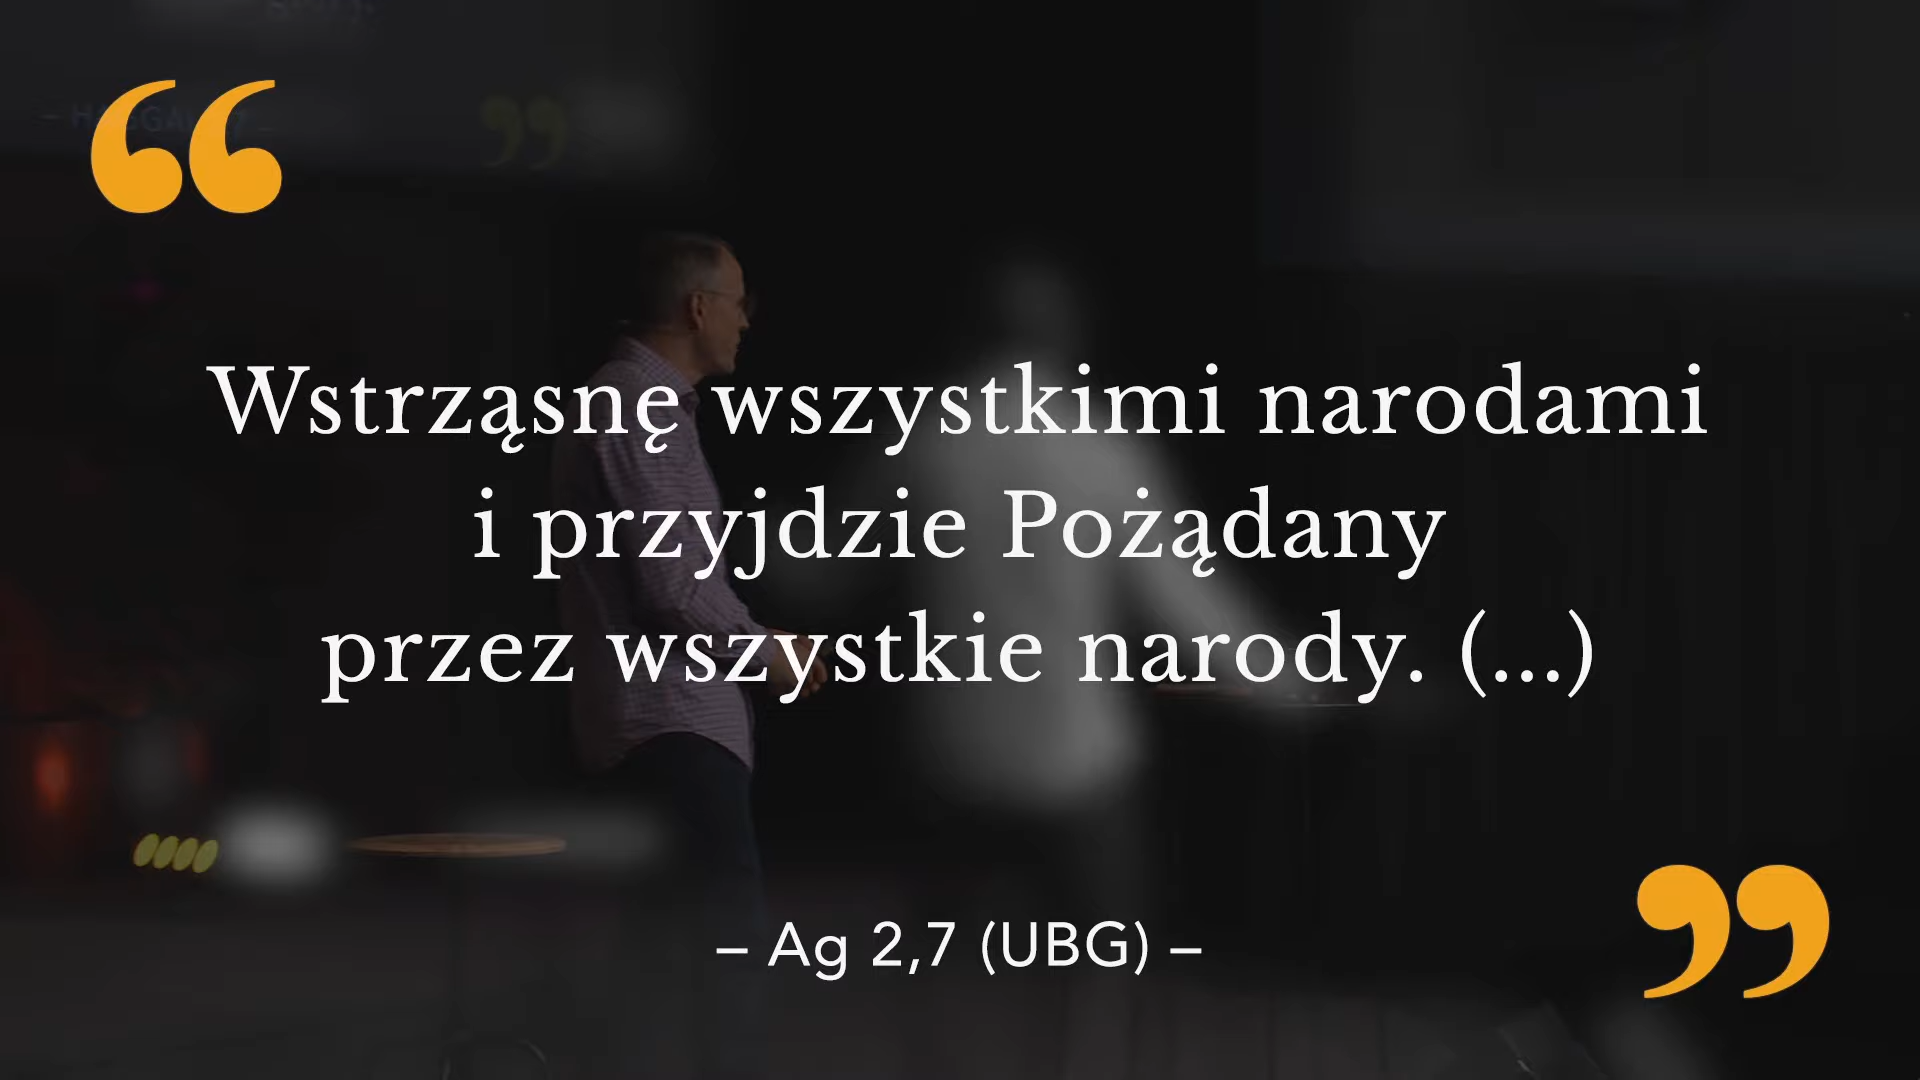 Wstrząsnę wszystkimi narodami
i przyjdzie Pożądany
przez wszystkie narody. (...)
– Ag 2,7 (UBG) –